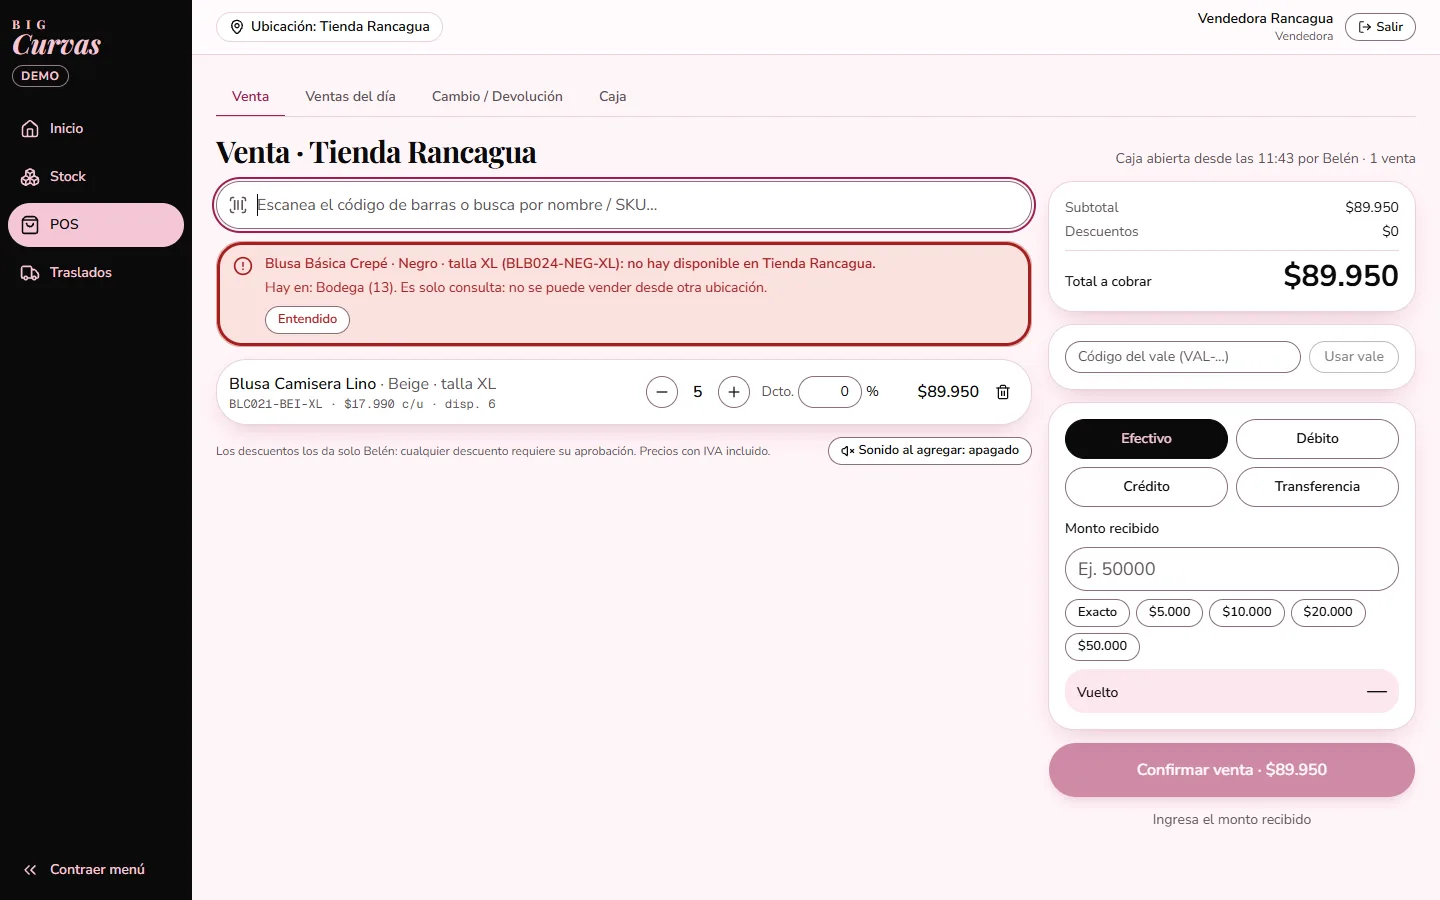 BIG
Curvas
DEMO
Inicio
Stock
POS
Traslados
Contraer menú
Ubicación: Tienda Rancagua
Vendedora Rancagua
Vendedora
Salir
Venta
Ventas del día
Cambio / Devolución
Caja
Venta · Tienda Rancagua
Caja abierta desde las 11:43 por Belén · 1 venta
Escanea el código de barras o busca por nombre / SKU...
Blusa Básica Crepé · Negro · talla XL (BLB024-NEG-XL): no hay disponible en Tienda Rancagua.
Hay en: Bodega (13). Es solo consulta: no se puede vender desde otra ubicación.
Entendido
Blusa Camisera Lino · Beige · talla XL
BLC021-BEI-XL · $17.990 c/u · disp. 6
5
Dcto. 0 %
$89.950
Los descuentos los da solo Belén: cualquier descuento requiere su aprobación. Precios con IVA incluido.
Sonido al agregar: apagado
Subtotal $89.950
Descuentos $0
Total a cobrar $89.950
Código del vale (VAL-...)
Usar vale
Efectivo
Débito
Crédito
Transferencia
Monto recibido
Ej. 50000
Exacto
$5.000
$10.000
$20.000
$50.000
Vuelto —
Confirmar venta · $89.950
Ingresa el monto recibido